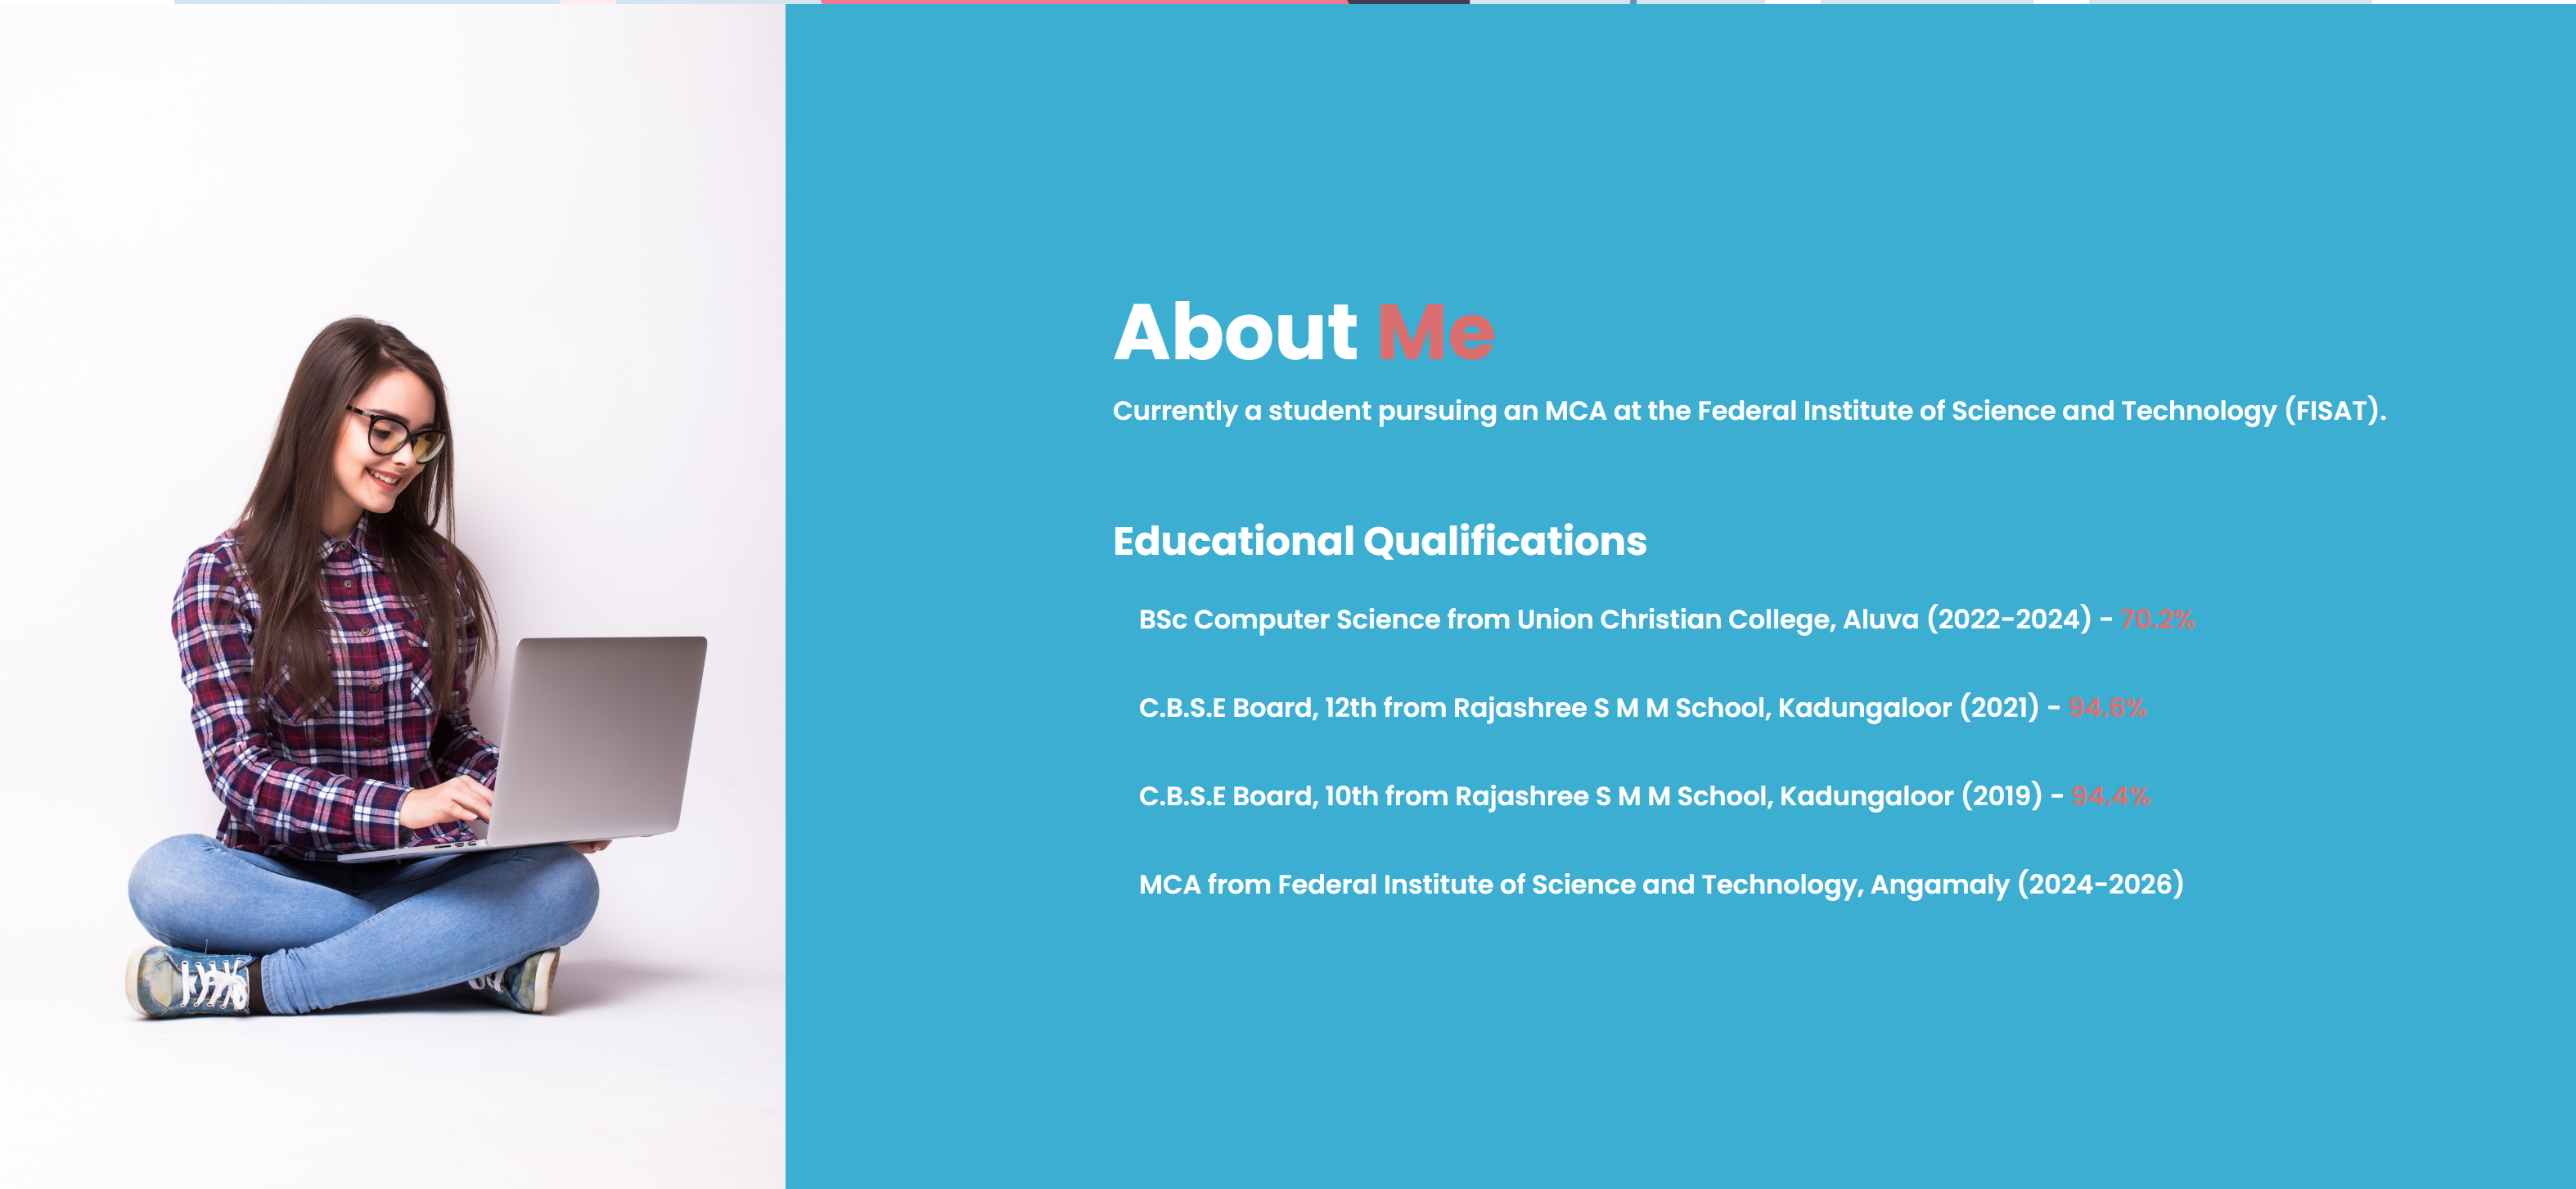 About Me
Currently a student pursuing an MCA at the Federal Institute of Science and Technology (FISAT).
Educational Qualifications
BSc Computer Science from Union Christian College, Aluva (2022-2024) - 70.2%
C.B.S.E Board, 12th from Rajashree S M M School, Kadungaloor (2021) - 94.6%
C.B.S.E Board, 10th from Rajashree S M M School, Kadungaloor (2019) - 94.4%
MCA from Federal Institute of Science and Technology, Angamaly (2024-2026)